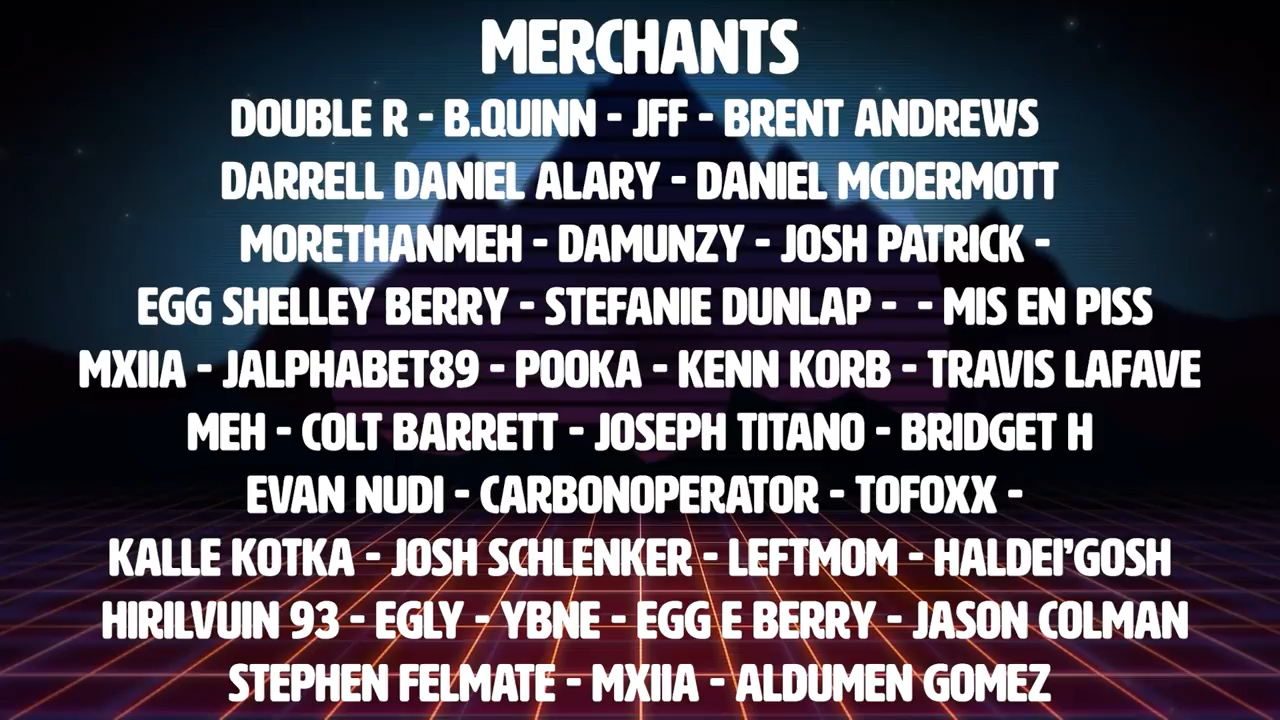 MERCHANTS
DOUBLE R - B.QUINN - JFF - BRENT ANDREWS
DARRELL DANIEL ALARY - DANIEL MCDERMOTT
MORETHANMEH - DAMUNZY - JOSH PATRICK -
EGG SHELLEY BERRY - STEFANIE DUNLAP -  - MIS EN PISS
MXIIA - JALPHABET89 - POOKA - KENN KORB - TRAVIS LAFAVE
MEH - COLT BARRETT - JOSEPH TITANO - BRIDGET H
EVAN NUDI - CARBONOPERATOR - TOFOXX -
KALLE KOTKA - JOSH SCHLENKER - LEFTMOM - HALDEI’GOSH
HIRILVUIN 93 - EGLY - YBNE - EGG E BERRY - JASON COLMAN
STEPHEN FELMATE - MXIIA - ALDUMEN GOMEZ